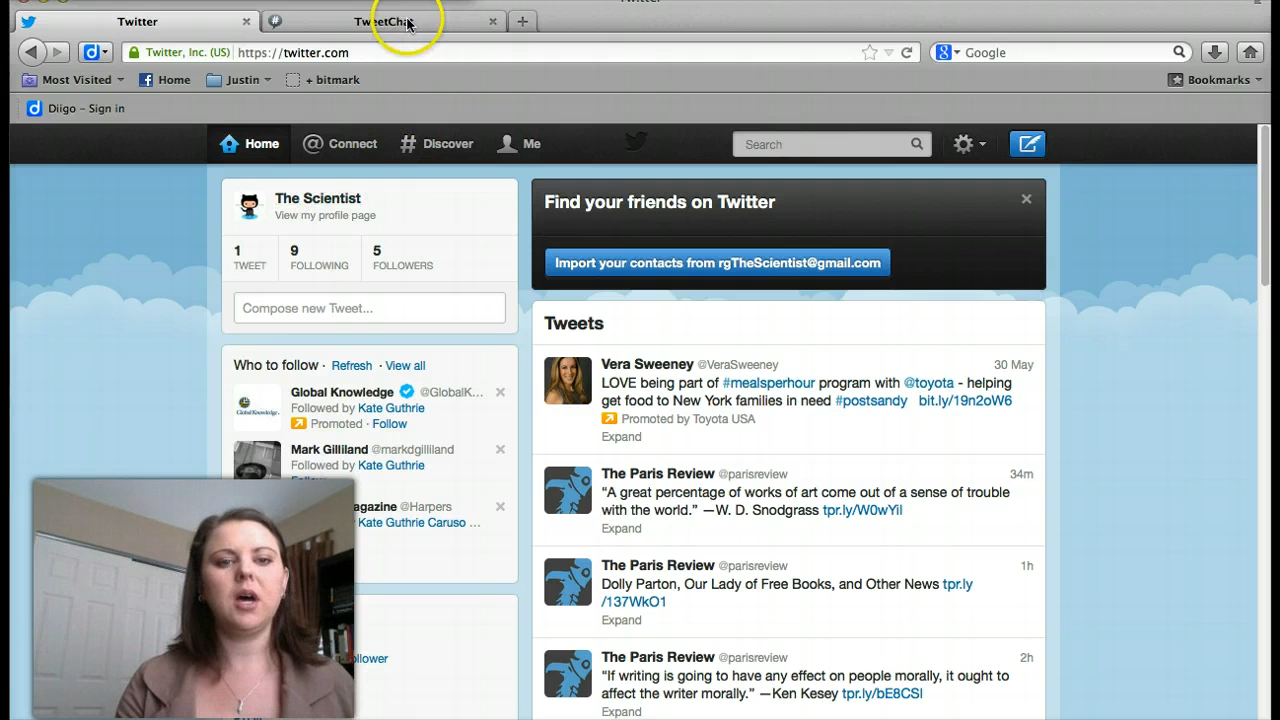 Twitter
TweetChat
Twitter, Inc. (US) https://twitter.com
Google
Most Visited
Home
Justin
+ bitmark
Bookmarks
Diigo – Sign in
Home
Connect
Discover
Me
Search
The Scientist
View my profile page
1
TWEET
9
FOLLOWING
5
FOLLOWERS
Compose new Tweet...
Who to follow · Refresh · View all
Global Knowledge @GlobalK...
Followed by Kate Guthrie
Promoted · Follow
Mark Gilliland @markdgilliland
Followed by Kate Guthrie
agazine @Harpers
Kate Guthrie Caruso ...
ollower
Find your friends on Twitter
Import your contacts from rgTheScientist@gmail.com
Tweets
Vera Sweeney @VeraSweeney 30 May
LOVE being part of #mealsperhour program with @toyota - helping
get food to New York families in need #postsandy bit.ly/19n2oW6
Promoted by Toyota USA
Expand
The Paris Review @parisreview 34m
“A great percentage of works of art come out of a sense of trouble
with the world.” —W. D. Snodgrass tpr.ly/W0wYil
Expand
The Paris Review @parisreview 1h
Dolly Parton, Our Lady of Free Books, and Other News tpr.ly
/137WkO1
Expand
The Paris Review @parisreview 2h
“If writing is going to have any effect on people morally, it ought to
affect the writer morally.” —Ken Kesey tpr.ly/bE8CSl
Expand